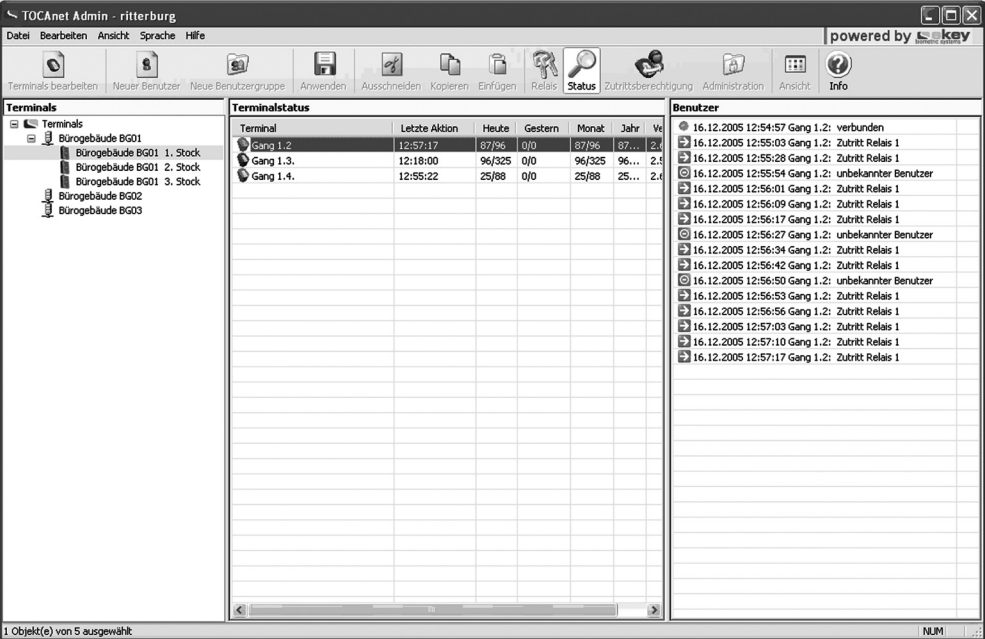 TOCAnet Admin - ritterburg
Datei Bearbeiten Ansicht Sprache Hilfe
powered by ekey
biometric systems
Terminals bearbeiten Neuer Benutzer Neue Benutzergruppe Anwenden Ausschneiden Kopieren Einfügen Relais Status Zutrittsberechtigung Administration Ansicht Info
Terminals
Terminals
Bürogebäude BG01
Bürogebäude BG01 1. Stock
Bürogebäude BG01 2. Stock
Bürogebäude BG01 3. Stock
Bürogebäude BG02
Bürogebäude BG03
Terminalstatus
Terminal Letzte Aktion Heute Gestern Monat Jahr Ve
Gang 1.2 12:57:17 87/96 0/0 87/96 87... 2.6
Gang 1.3. 12:18:00 96/325 0/0 96/325 96... 2.5
Gang 1.4. 12:55:22 25/88 0/0 25/88 25... 2.6
Benutzer
16.12.2005 12:54:57 Gang 1.2: verbunden
16.12.2005 12:55:03 Gang 1.2: Zutritt Relais 1
16.12.2005 12:55:28 Gang 1.2: Zutritt Relais 1
16.12.2005 12:55:54 Gang 1.2: unbekannter Benutzer
16.12.2005 12:56:01 Gang 1.2: Zutritt Relais 1
16.12.2005 12:56:09 Gang 1.2: Zutritt Relais 1
16.12.2005 12:56:17 Gang 1.2: Zutritt Relais 1
16.12.2005 12:56:27 Gang 1.2: unbekannter Benutzer
16.12.2005 12:56:34 Gang 1.2: Zutritt Relais 1
16.12.2005 12:56:42 Gang 1.2: Zutritt Relais 1
16.12.2005 12:56:50 Gang 1.2: unbekannter Benutzer
16.12.2005 12:56:53 Gang 1.2: Zutritt Relais 1
16.12.2005 12:56:56 Gang 1.2: Zutritt Relais 1
16.12.2005 12:57:03 Gang 1.2: Zutritt Relais 1
16.12.2005 12:57:10 Gang 1.2: Zutritt Relais 1
16.12.2005 12:57:17 Gang 1.2: Zutritt Relais 1
1 Objekt(e) von 5 ausgewählt
NUM